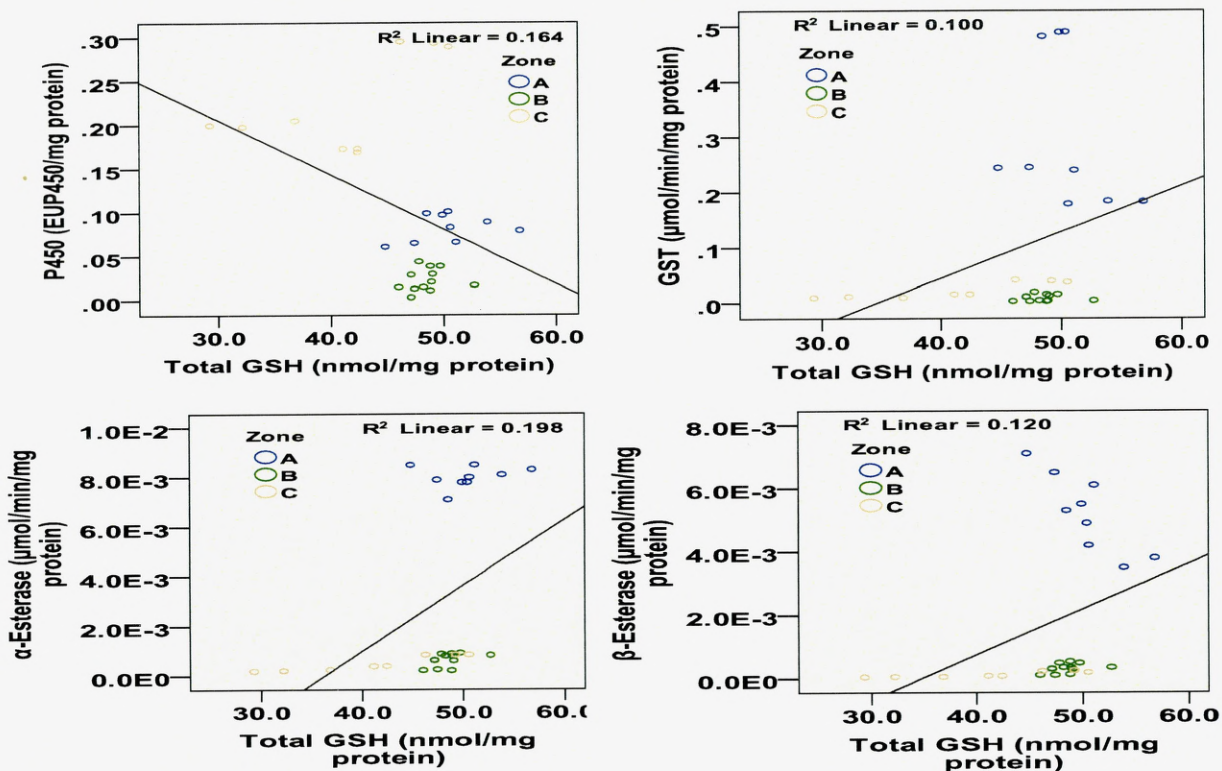 R² Linear = 0.164
Zone
A
B
C
.30
.25
.20
.15
.10
.05
.00
P450 (EUP450/mg protein)
30.0 40.0 50.0 60.0
Total GSH (nmol/mg protein)
R² Linear = 0.100
Zone
A
B
C
.5
.4
.3
.2
.1
.0
GST (µmol/min/mg protein)
30.0 40.0 50.0 60.0
Total GSH (nmol/mg protein)
R² Linear = 0.198
Zone
A
B
C
1.0E-2
8.0E-3
6.0E-3
4.0E-3
2.0E-3
0.0E0
α-Esterase (µmol/min/mg
protein)
30.0 40.0 50.0 60.0
Total GSH (nmol/mg
protein)
R² Linear = 0.120
Zone
A
B
C
8.0E-3
6.0E-3
4.0E-3
2.0E-3
0.0E0
β-Esterase (µmol/min/mg
protein)
30.0 40.0 50.0 60.0
Total GSH (nmol/mg
protein)